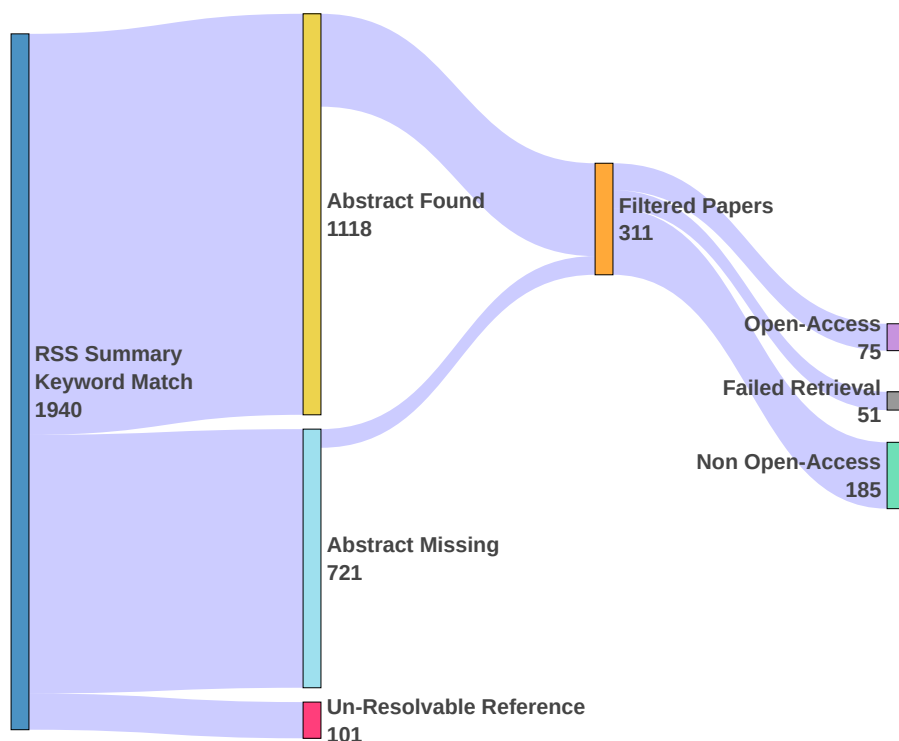 RSS Summary
Keyword Match
1940
Abstract Found
1118
Abstract Missing
721
Un-Resolvable Reference
101
Filtered Papers
311
Open-Access
75
Failed Retrieval
51
Non Open-Access
185